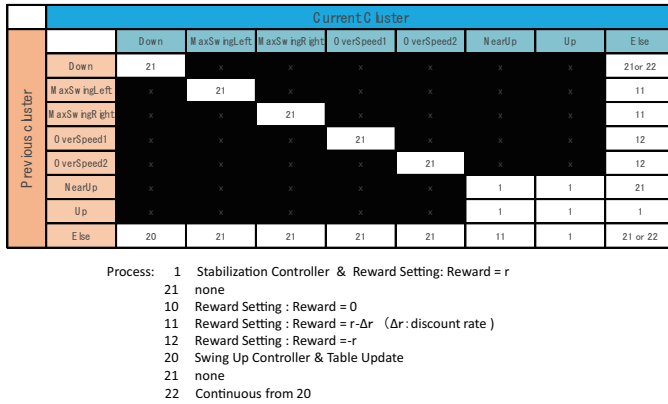 Current Cluster
Down MaxSwingLeft MaxSwingRight OverSpeed1 OverSpeed2 NearUp Up Else
Previous cluster
Down 21 x x x x x x 21or 22
MaxSwingLeft x 21 x x x x x 11
MaxSwingRight x x 21 x x x x 11
OverSpeed1 x x x 21 x x x 12
OverSpeed2 x x x x 21 x x 12
NearUp x x x x x 1 1 21
Up x x x x x 1 1 1
Else 20 21 21 21 21 11 1 21 or 22
Process: 1 Stabilization Controller & Reward Setting: Reward = r
21 none
10 Reward Setting : Reward = 0
11 Reward Setting : Reward = r-Δr （Δr: discount rate )
12 Reward Setting : Reward =-r
20 Swing Up Controller & Table Update
21 none
22 Continuous from 20